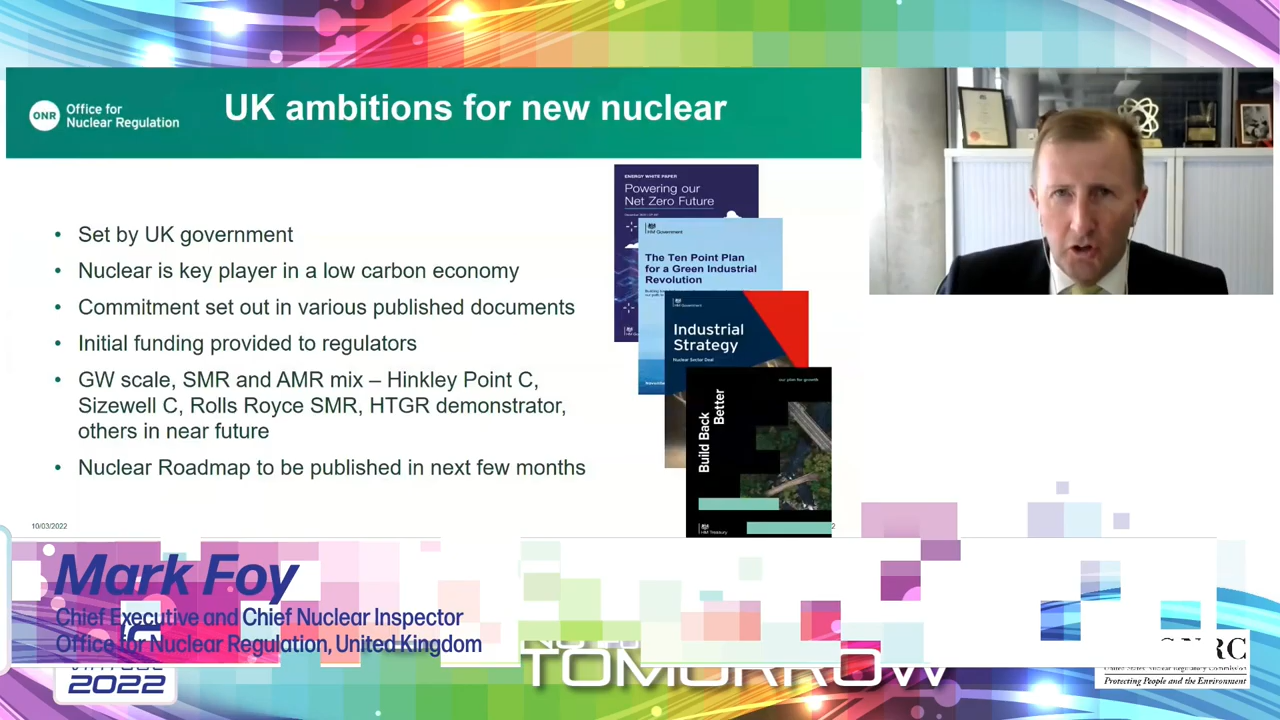 ONR
Office for
Nuclear Regulation
UK ambitions for new nuclear
• Set by UK government
• Nuclear is key player in a low carbon economy
• Commitment set out in various published documents
• Initial funding provided to regulators
• GW scale, SMR and AMR mix – Hinkley Point C,
Sizewell C, Rolls Royce SMR, HTGR demonstrator,
others in near future
• Nuclear Roadmap to be published in next few months
ENERGY WHITE PAPER
Powering our
Net Zero Future
HM Government
The Ten Point Plan
for a Green Industrial
Revolution
HM Government
Industrial
Strategy
Nuclear Sector Deal
our plan for growth
Build Back
Better
HM Treasury
10/03/2022
2
Mark Foy
Chief Executive and Chief Nuclear Inspector
Office for Nuclear Regulation, United Kingdom
2022
TOMORROW
NRC
Protecting People and the Environment